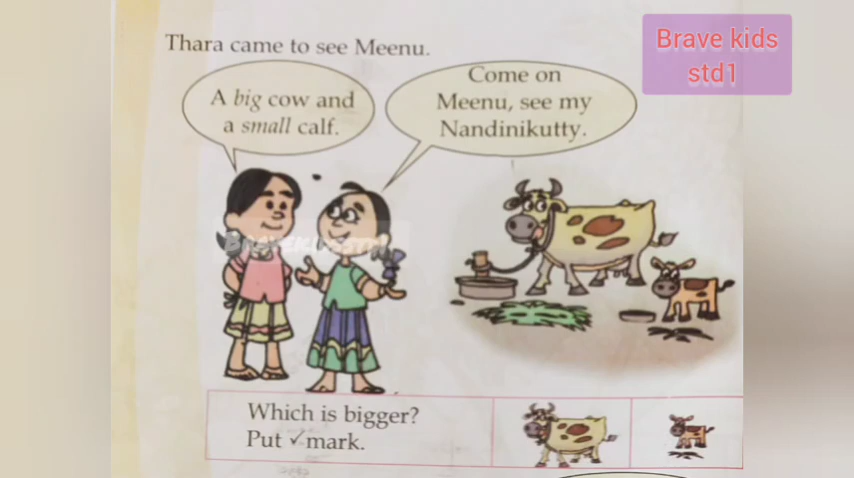 Thara came to see Meenu.
Brave kids
std1
A big cow and
a small calf.
Come on
Meenu, see my
Nandinikutty.
BRAVEKIDSSTD1
Which is bigger?
Put ✓mark.